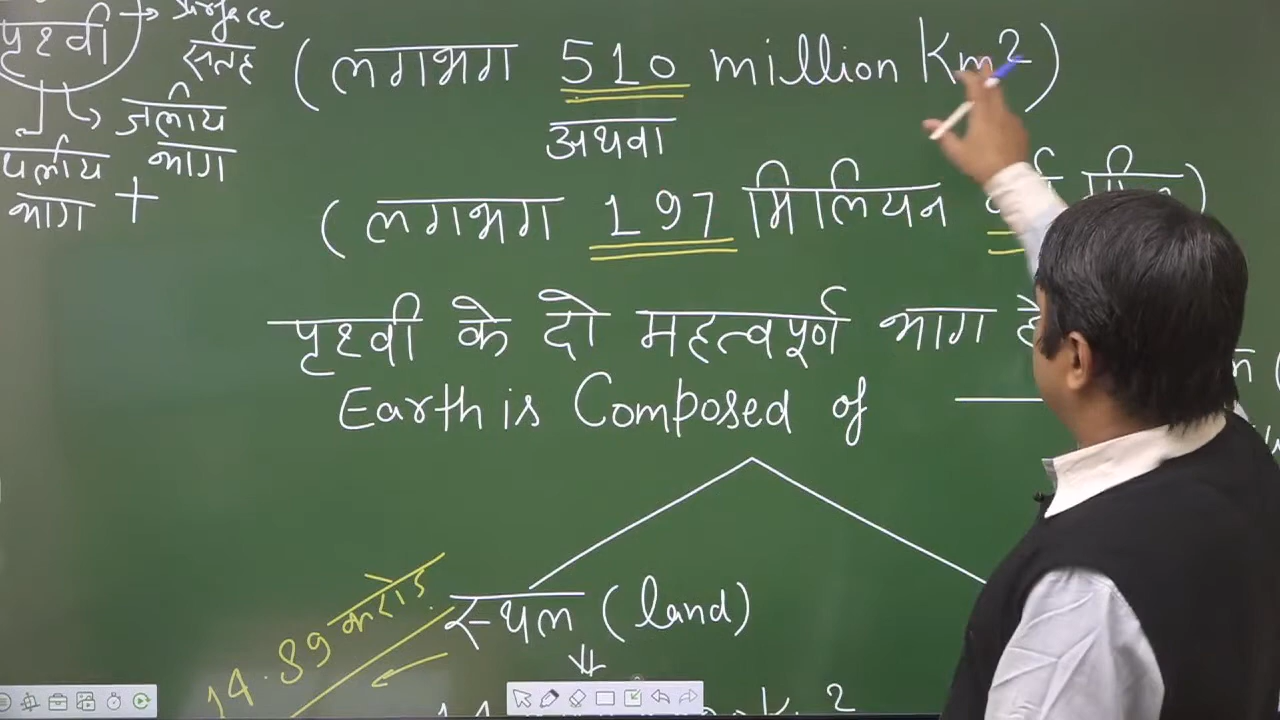 पृथ्वी → Surface
सतह
जलीय
भाग
थलीय
भाग +
(लगभग 510 million Km²)
अथवा
(लगभग 197 मिलियन
पृथ्वी के दो महत्वपूर्ण भाग है
Earth is Composed of
स्थल (land)
14.89 करोड़